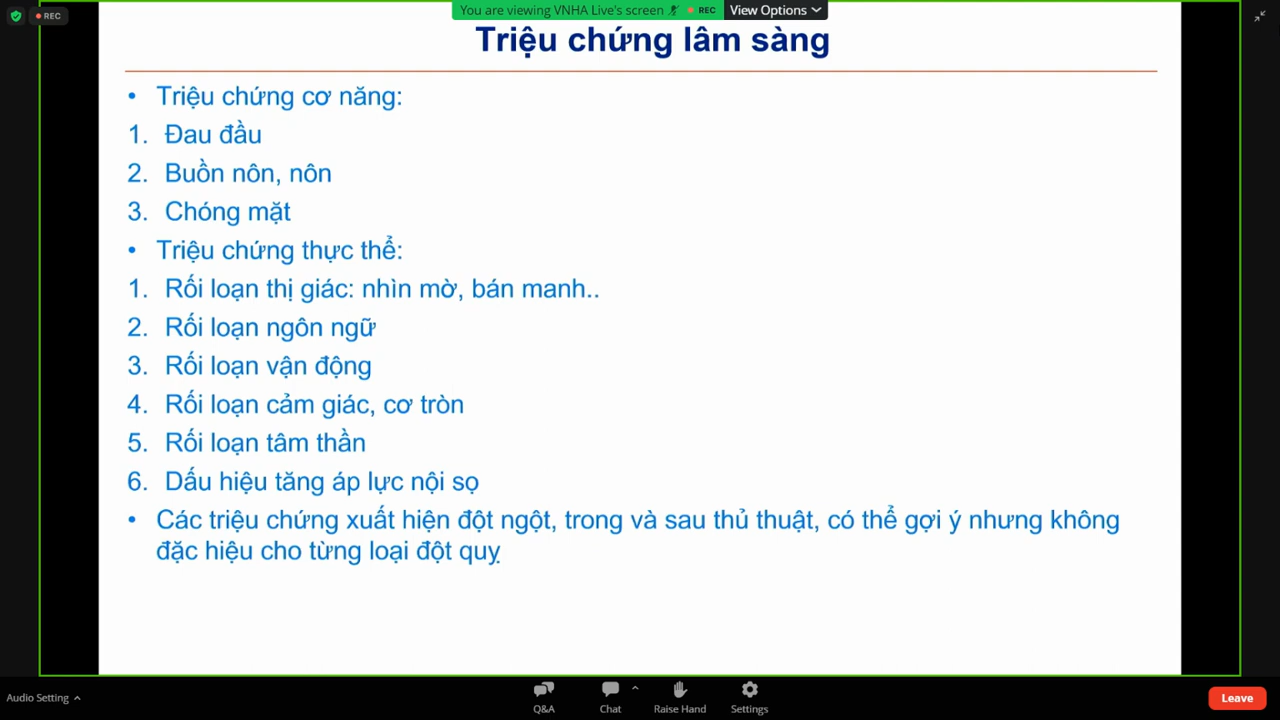 REC
You are viewing VNHA Live's screen REC View Options
Triệu chứng lâm sàng
• Triệu chứng cơ năng:
1. Đau đầu
2. Buồn nôn, nôn
3. Chóng mặt
• Triệu chứng thực thể:
1. Rối loạn thị giác: nhìn mờ, bán manh..
2. Rối loạn ngôn ngữ
3. Rối loạn vận động
4. Rối loạn cảm giác, cơ tròn
5. Rối loạn tâm thần
6. Dấu hiệu tăng áp lực nội sọ
• Các triệu chứng xuất hiện đột ngột, trong và sau thủ thuật, có thể gợi ý nhưng không
đặc hiệu cho từng loại đột quỵ
Audio Setting Q&A Chat Raise Hand Settings Leave